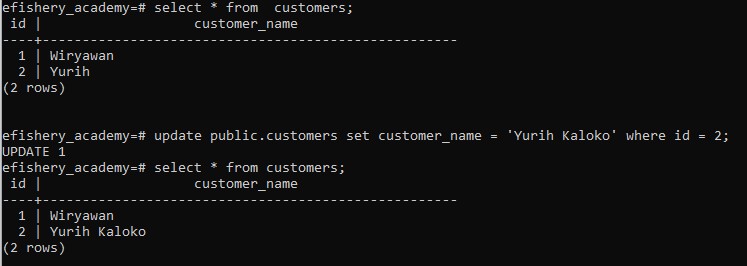 efishery_academy=# select * from  customers;
 id |                   customer_name
----+----------------------------------------------------
  1 | Wiryawan
  2 | Yurih
(2 rows)
efishery_academy=# update public.customers set customer_name = 'Yurih Kaloko' where id = 2;
UPDATE 1
efishery_academy=# select * from customers;
 id |                   customer_name
----+----------------------------------------------------
  1 | Wiryawan
  2 | Yurih Kaloko
(2 rows)